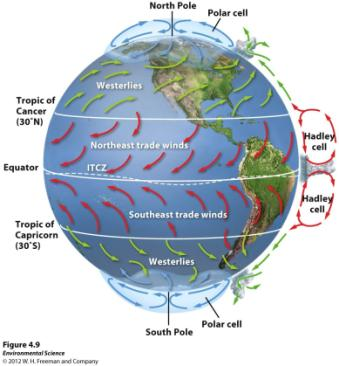 North Pole
Polar cell
Westerlies
Tropic of
Cancer
(30°N)
Northeast trade winds
Hadley
cell
Equator
ITCZ
Hadley
cell
Southeast trade winds
Tropic of
Capricorn
(30°S)
Westerlies
Polar cell
South Pole
Figure 4.9
Environmental Science
© 2012 W. H. Freeman and Company